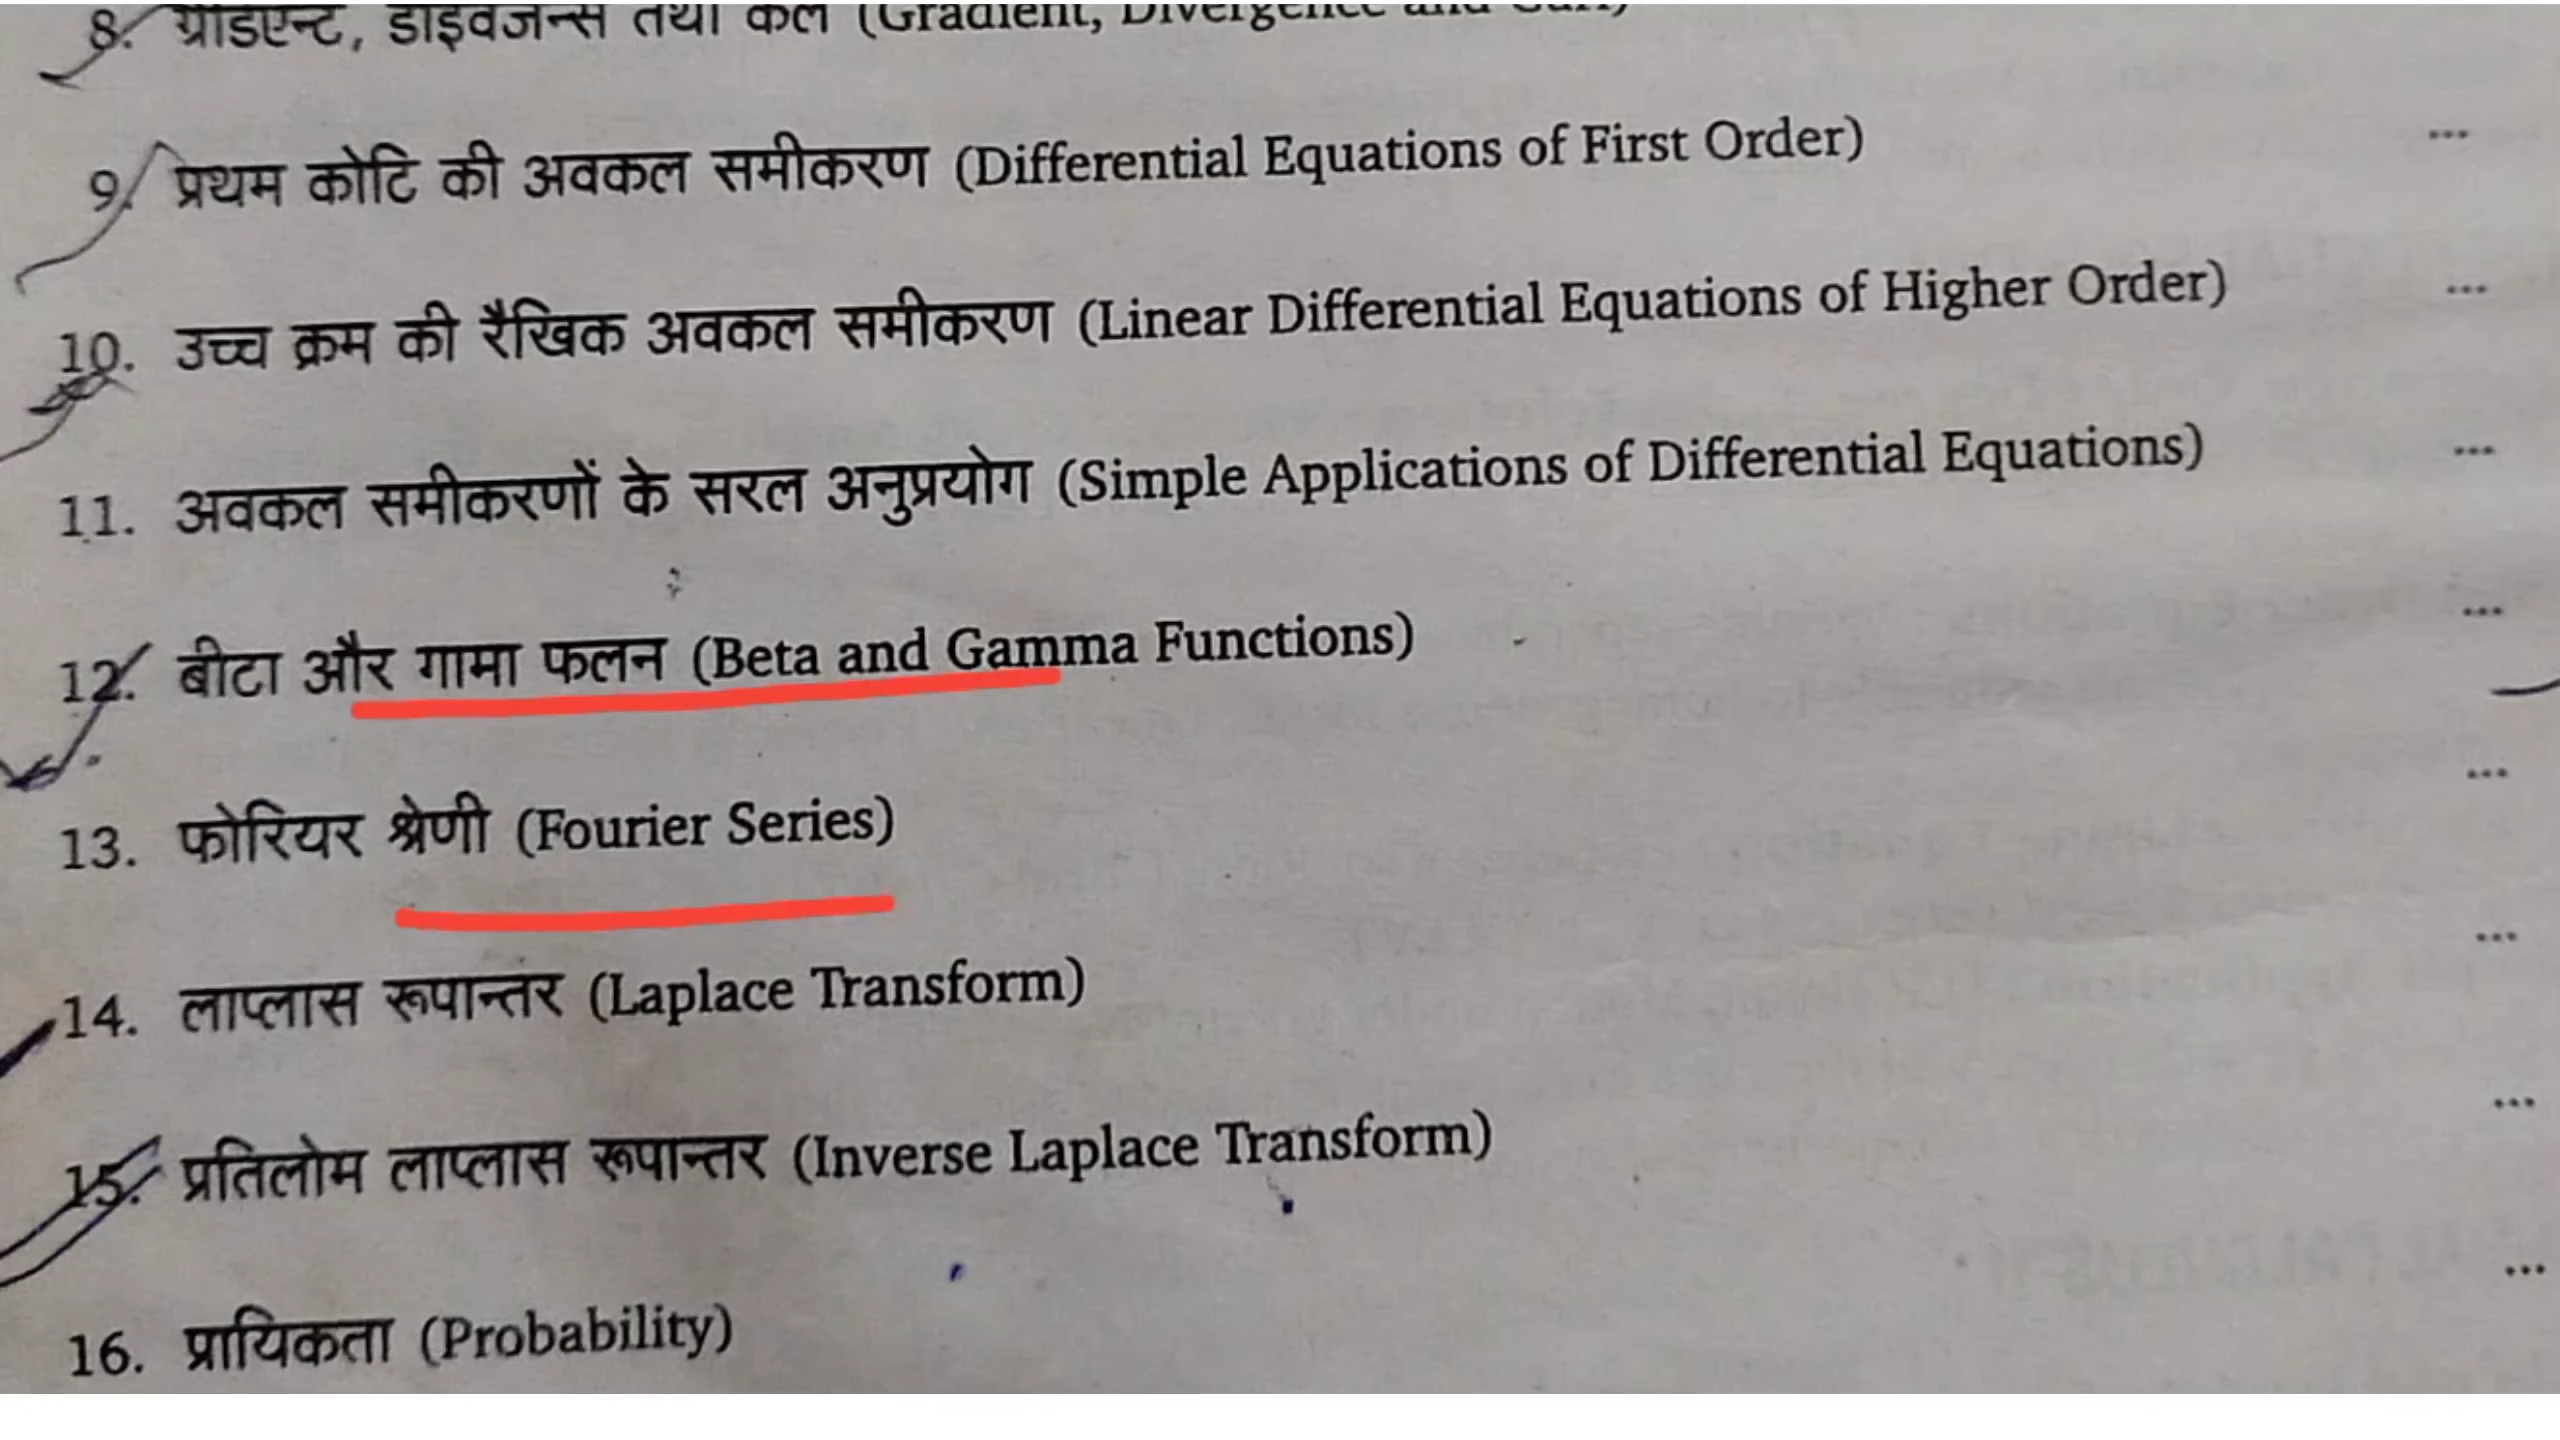 8. ग्रेडिएन्ट, डाइवर्जेन्स तथा कर्ल (Gradient, Divergence and Curl)
9. प्रथम कोटि की अवकल समीकरण (Differential Equations of First Order) ...
10. उच्च क्रम की रैखिक अवकल समीकरण (Linear Differential Equations of Higher Order) ...
11. अवकल समीकरणों के सरल अनुप्रयोग (Simple Applications of Differential Equations) ...
12. बीटा और गामा फलन (Beta and Gamma Functions) ...
13. फोरियर श्रेणी (Fourier Series) ...
14. लाप्लास रूपान्तर (Laplace Transform) ...
15. प्रतिलोम लाप्लास रूपान्तर (Inverse Laplace Transform) ...
16. प्रायिकता (Probability) ...